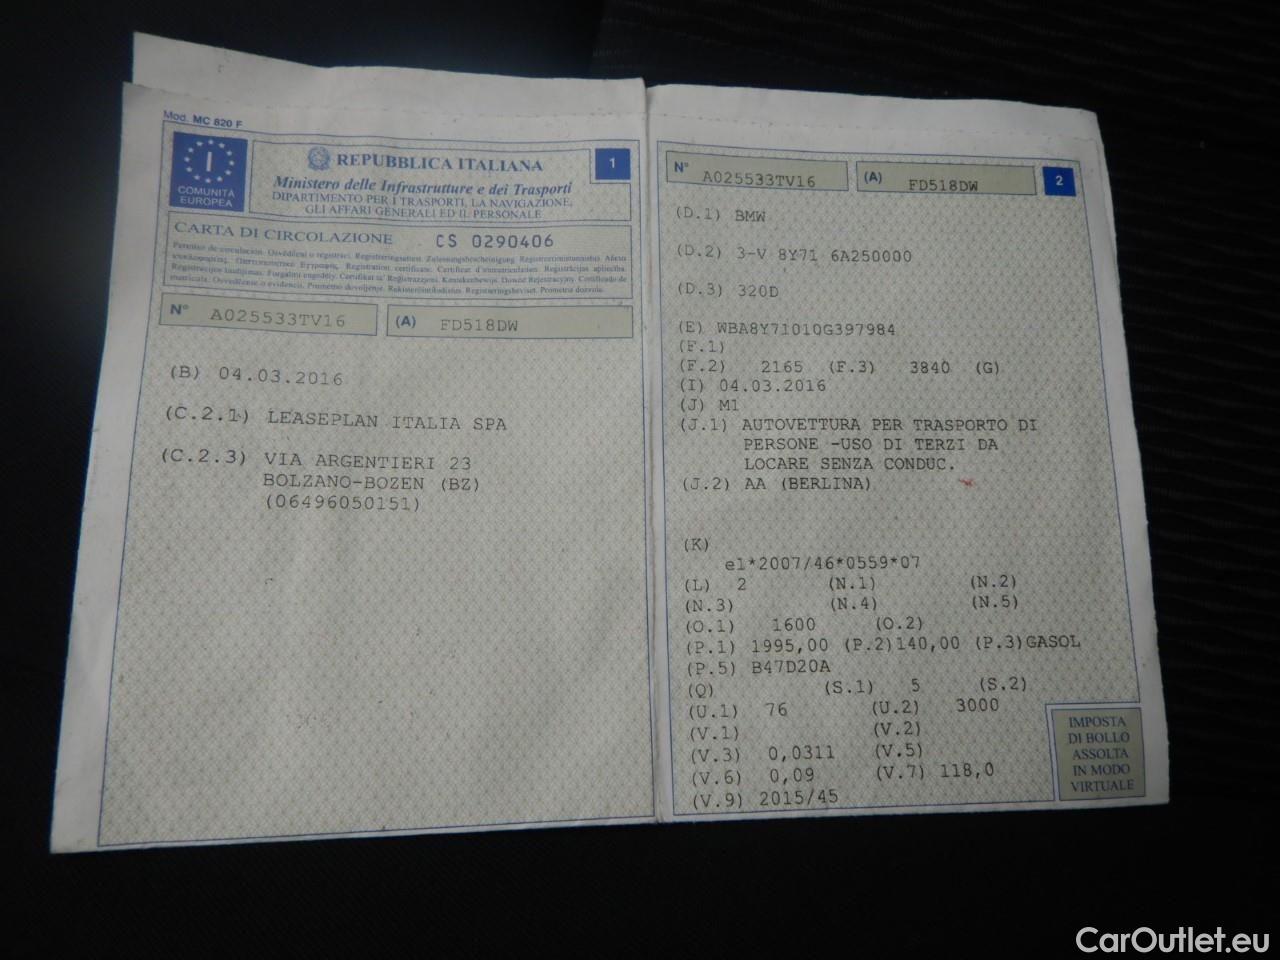 Mod. MC 820 F
I
COMUNITÀ
EUROPEA
REPUBBLICA ITALIANA
1
Ministero delle Infrastrutture e dei Trasporti
DIPARTIMENTO PER I TRASPORTI, LA NAVIGAZIONE,
GLI AFFARI GENERALI ED IL PERSONALE
CARTA DI CIRCOLAZIONE CS 0290406
N° A025533TV16 (A) FD518DW
(B) 04.03.2016
(C.2.1) LEASEPLAN ITALIA SPA
(C.2.3) VIA ARGENTIERI 23
BOLZANO-BOZEN (BZ)
(06496050151)
N° A025533TV16 (A) FD518DW 2
(D.1) BMW
(D.2) 3-V 8Y71 6A250000
(D.3) 320D
(E) WBA8Y71010G397984
(F.1)
(F.2) 2165 (F.3) 3840 (G)
(I) 04.03.2016
(J) M1
(J.1) AUTOVETTURA PER TRASPORTO DI
PERSONE -USO DI TERZI DA
LOCARE SENZA CONDUC.
(J.2) AA (BERLINA)
(K)
e1*2007/46*0559*07
(L) 2 (N.1) (N.2)
(N.3) (N.4) (N.5)
(O.1) 1600 (O.2)
(P.1) 1995,00 (P.2)140,00 (P.3)GASOL
(P.5) B47D20A
(Q) (S.1) 5 (S.2)
(U.1) 76 (U.2) 3000
(V.1) (V.2)
(V.3) 0,0311 (V.5)
(V.6) 0,09 (V.7) 118,0
(V.9) 2015/45
IMPOSTA
DI BOLLO
ASSOLTA
IN MODO
VIRTUALE
CarOutlet.eu